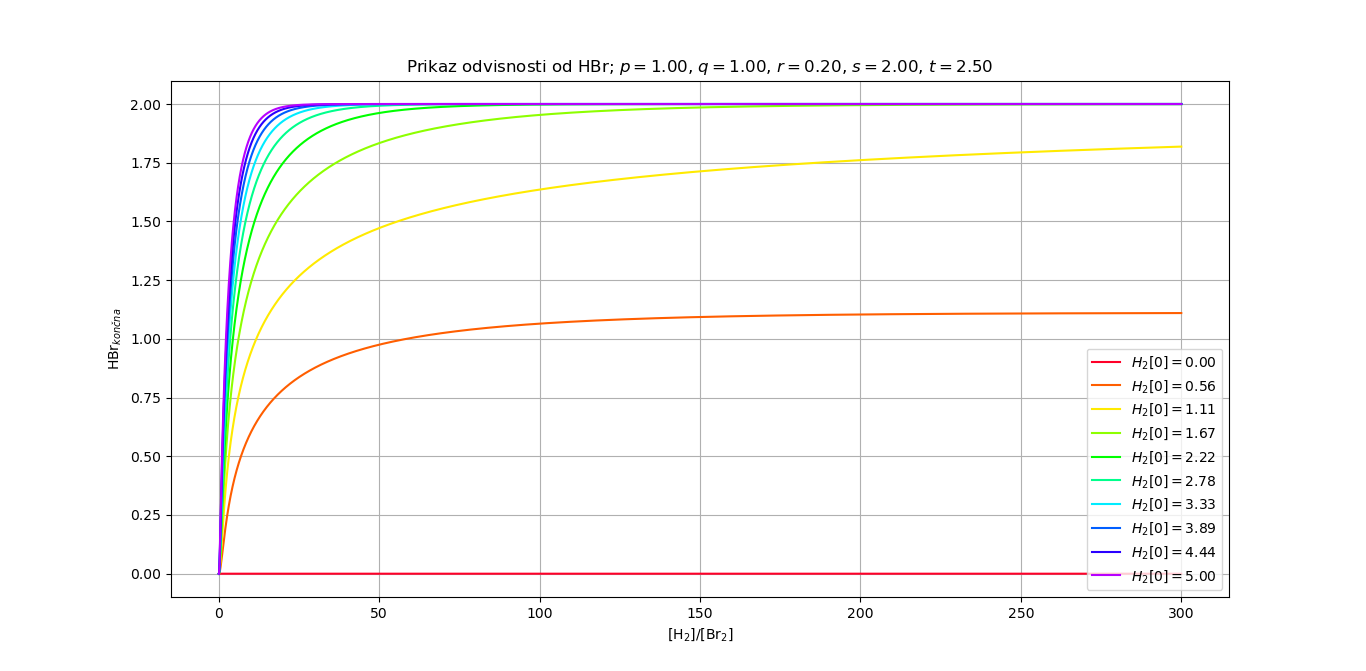 Prikaz odvisnosti od HBr; p = 1.00, q = 1.00, r = 0.20, s = 2.00, t = 2.50
HBr_končna
2.00
1.75
1.50
1.25
1.00
0.75
0.50
0.25
0.00
H₂[0] = 0.00
H₂[0] = 0.56
H₂[0] = 1.11
H₂[0] = 1.67
H₂[0] = 2.22
H₂[0] = 2.78
H₂[0] = 3.33
H₂[0] = 3.89
H₂[0] = 4.44
H₂[0] = 5.00
0 50 100 150 200 250 300
[H₂]/[Br₂]